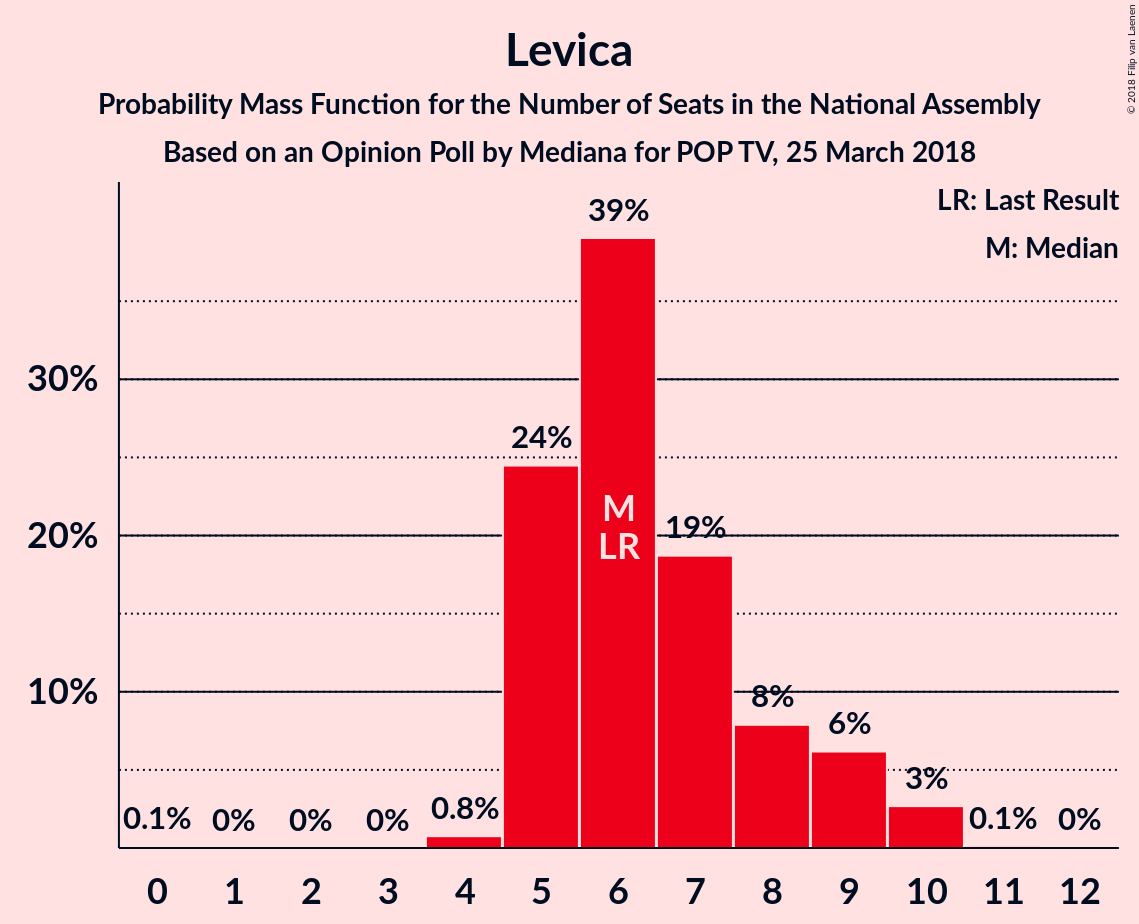 Levica
Probability Mass Function for the Number of Seats in the National Assembly
Based on an Opinion Poll by Mediana for POP TV, 25 March 2018
© 2018 Filip van Laenen
LR: Last Result
M: Median
30%
20%
10%
0.1%
0%
0%
0%
0.8%
24%
39%
M
LR
19%
8%
6%
3%
0.1%
0%
0 1 2 3 4 5 6 7 8 9 10 11 12